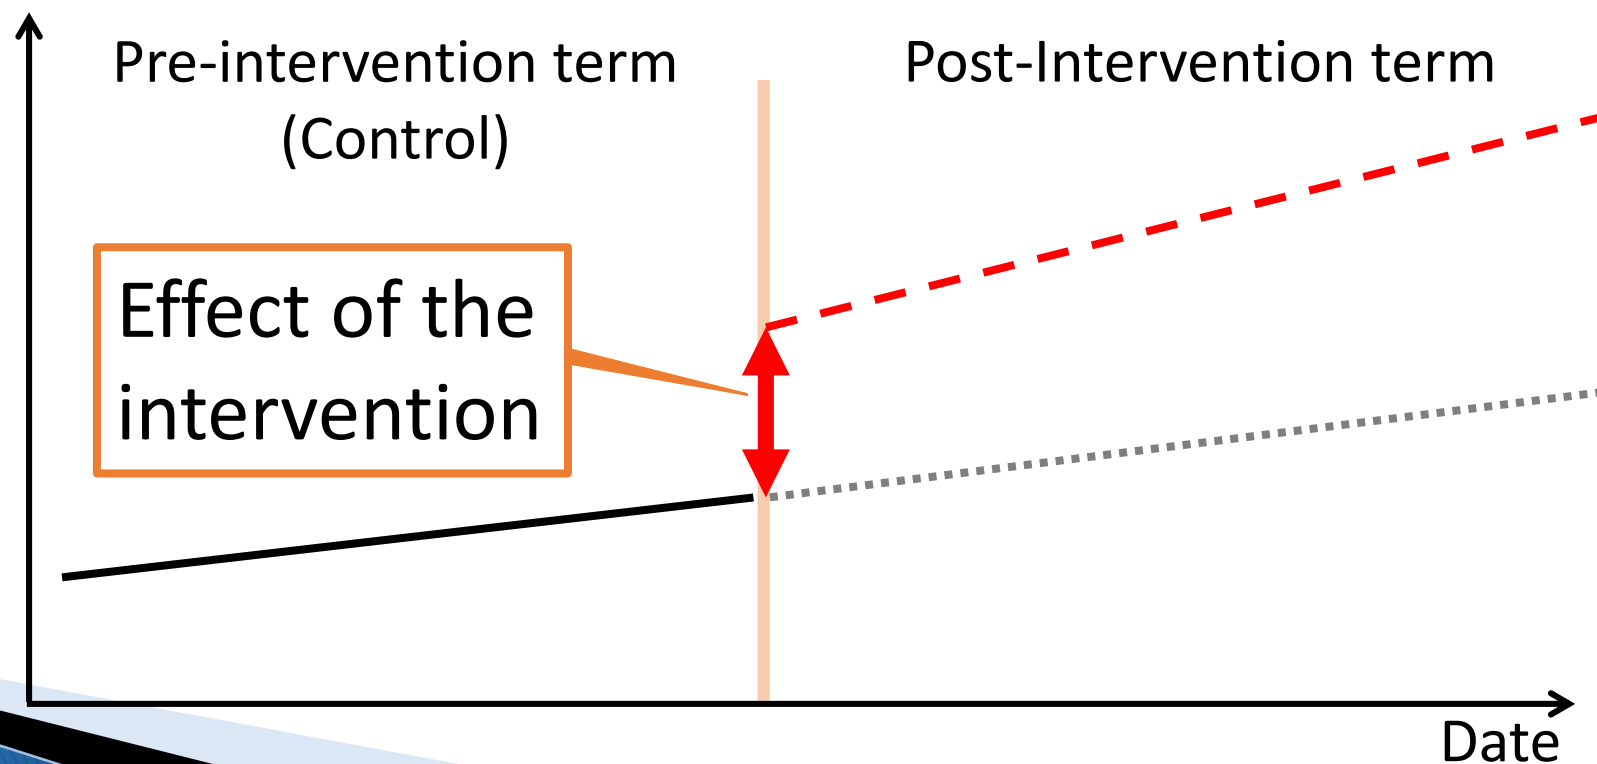 Pre-intervention term
(Control)
Post-Intervention term
Effect of the
intervention
Date